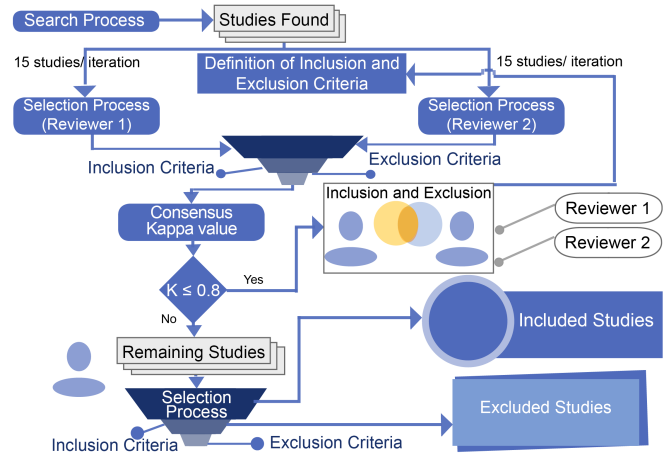 Search Process
Studies Found
15 studies/ iteration
Definition of Inclusion and
Exclusion Criteria
15 studies/ iteration
Selection Process
(Reviewer 1)
Selection Process
(Reviewer 2)
Inclusion Criteria
Exclusion Criteria
Consensus
Kappa value
Inclusion and Exclusion
Reviewer 1
Reviewer 2
K ≤ 0.8
Yes
No
Included Studies
Remaining Studies
Selection
Process
Excluded Studies
Inclusion Criteria
Exclusion Criteria